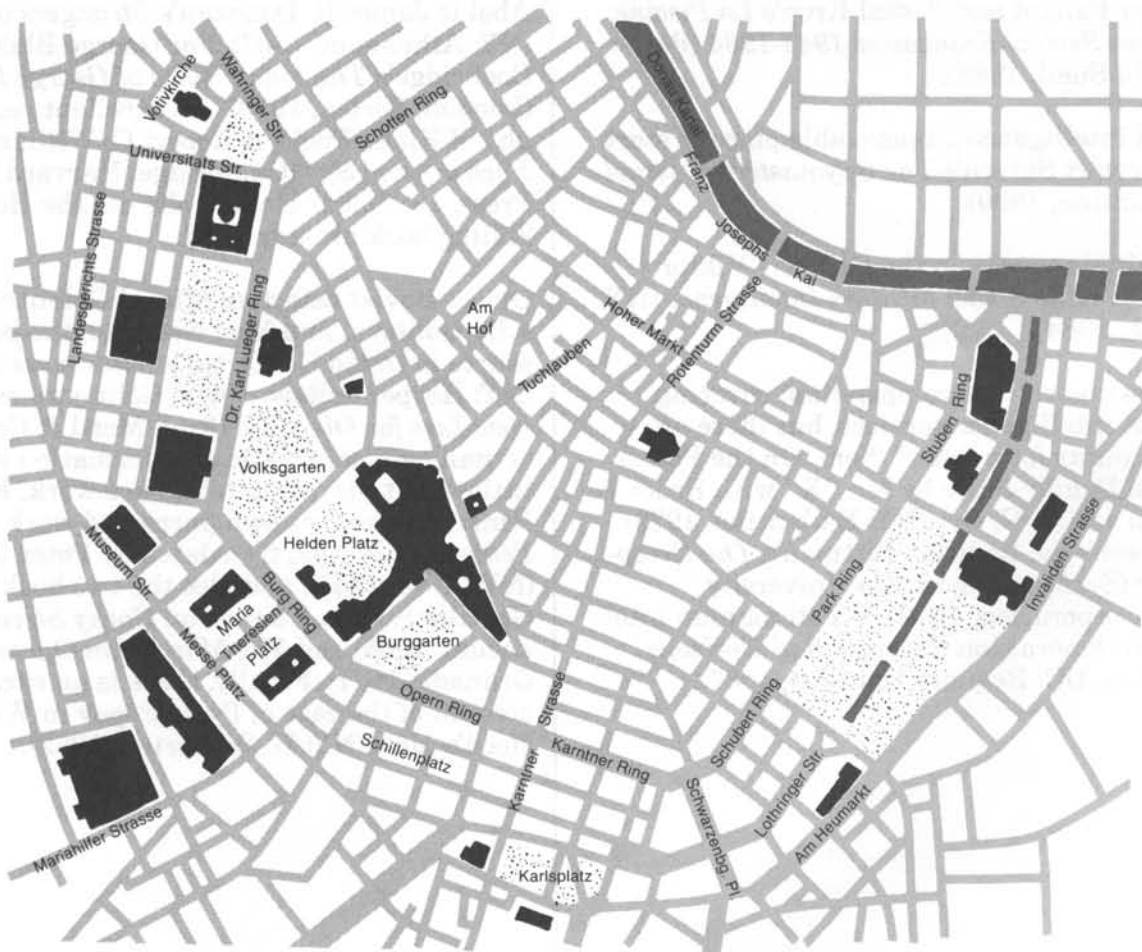 Votivkirche
Wahringer Str.
Schotten Ring
Universitats Str.
Landesgerichts Strasse
Dr. Karl Lueger Ring
Donau Kanal
Franz
Josephs
Kai
Am
Hof
Hoher Markt
Rotenturm Strasse
Tuchlauben
Stuben Ring
Volksgarten
Helden Platz
Museum Str.
Burg Ring
Maria
Theresien
Platz
Messe Platz
Burggarten
Park Ring
Invaliden Strasse
Opern Ring
Strasse
Karntner
Schillenplatz
Karntner Ring
Schubert Ring
Lothringer Str.
Schwarzenbg. Pl.
Am Heumarkt
Mariahilfer Strasse
Karlsplatz